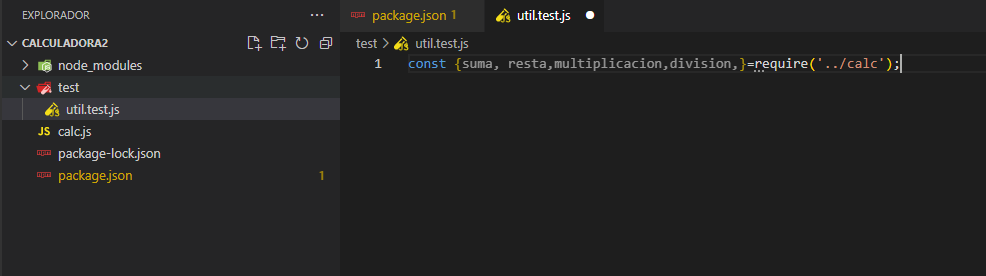 EXPLORADOR
CALCULADORA2
node_modules
test
util.test.js
JS calc.js
package-lock.json
package.json 1
package.json 1 util.test.js
test > util.test.js
1 const {suma, resta,multiplicacion,division,}=require('../calc');